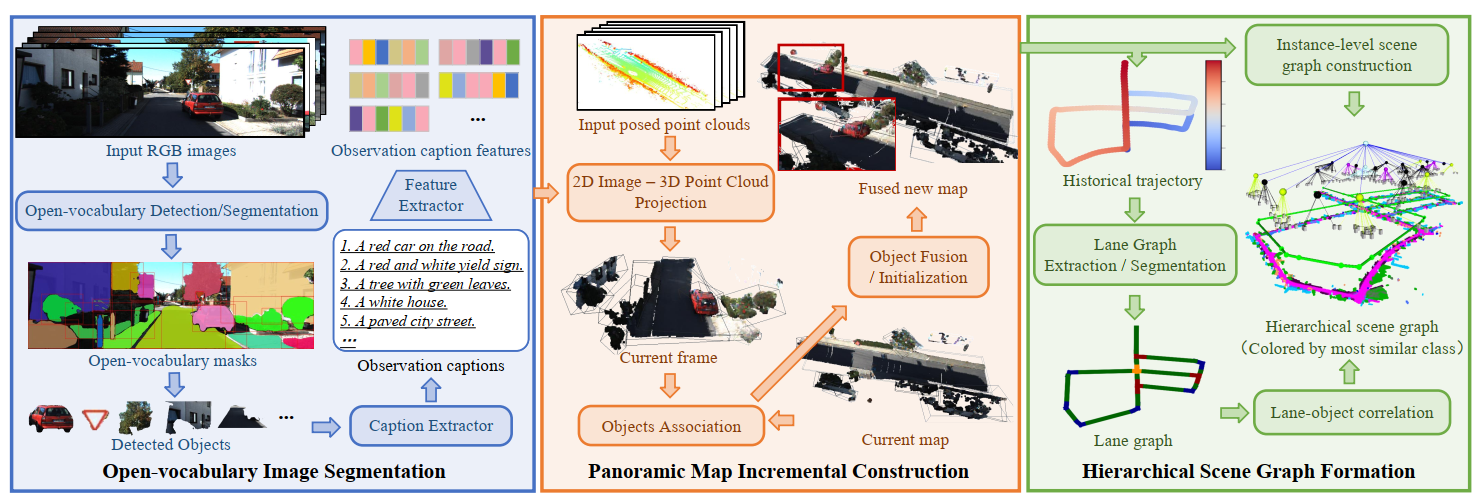 Input RGB images
Open-vocabulary Detection/Segmentation
Open-vocabulary masks
Detected Objects
...
Caption Extractor
Observation captions
1. A red car on the road.
2. A red and white yield sign.
3. A tree with green leaves.
4. A white house.
5. A paved city street.
...
Feature
Extractor
Observation caption features
...
Open-vocabulary Image Segmentation
Input posed point clouds
2D Image – 3D Point Cloud
Projection
Current frame
Objects Association
Current map
Object Fusion
/ Initialization
Fused new map
Panoramic Map Incremental Construction
Historical trajectory
Lane Graph
Extraction / Segmentation
Lane graph
Lane-object correlation
Instance-level scene
graph construction
Hierarchical scene graph
(Colored by most similar class)
Hierarchical Scene Graph Formation